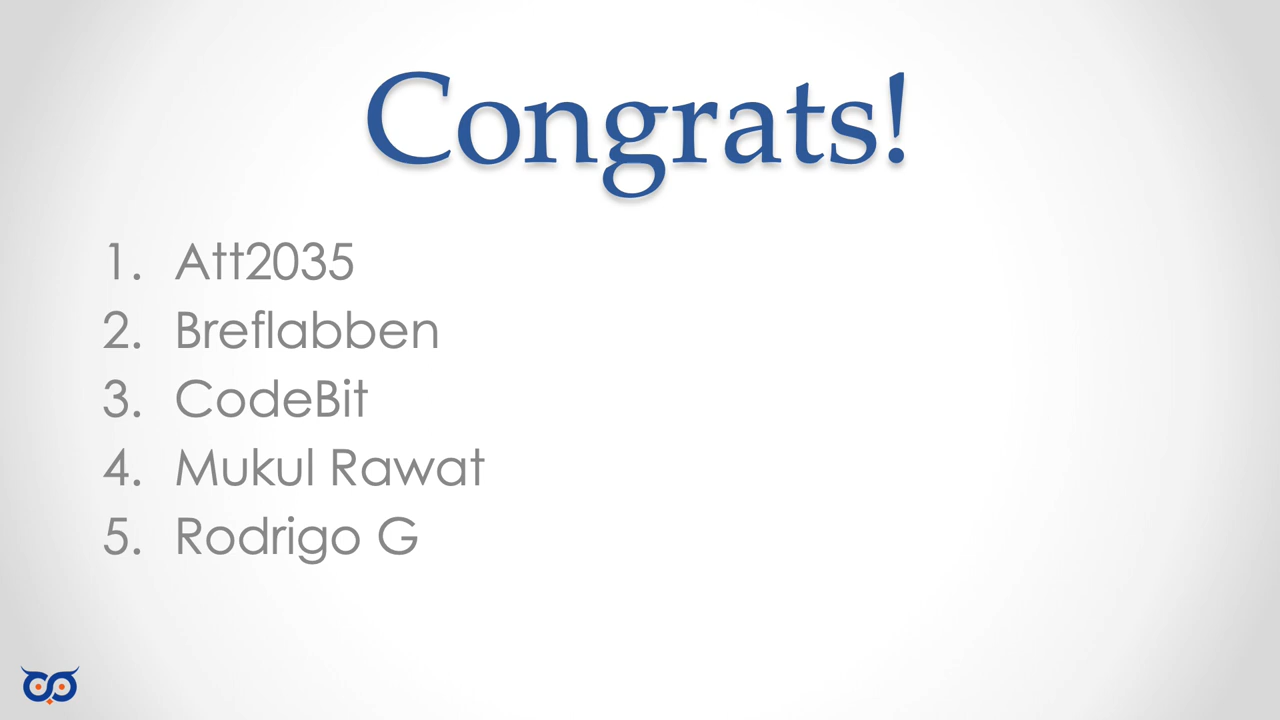 Congrats!
1. Att2035
2. Breflabben
3. CodeBit
4. Mukul Rawat
5. Rodrigo G